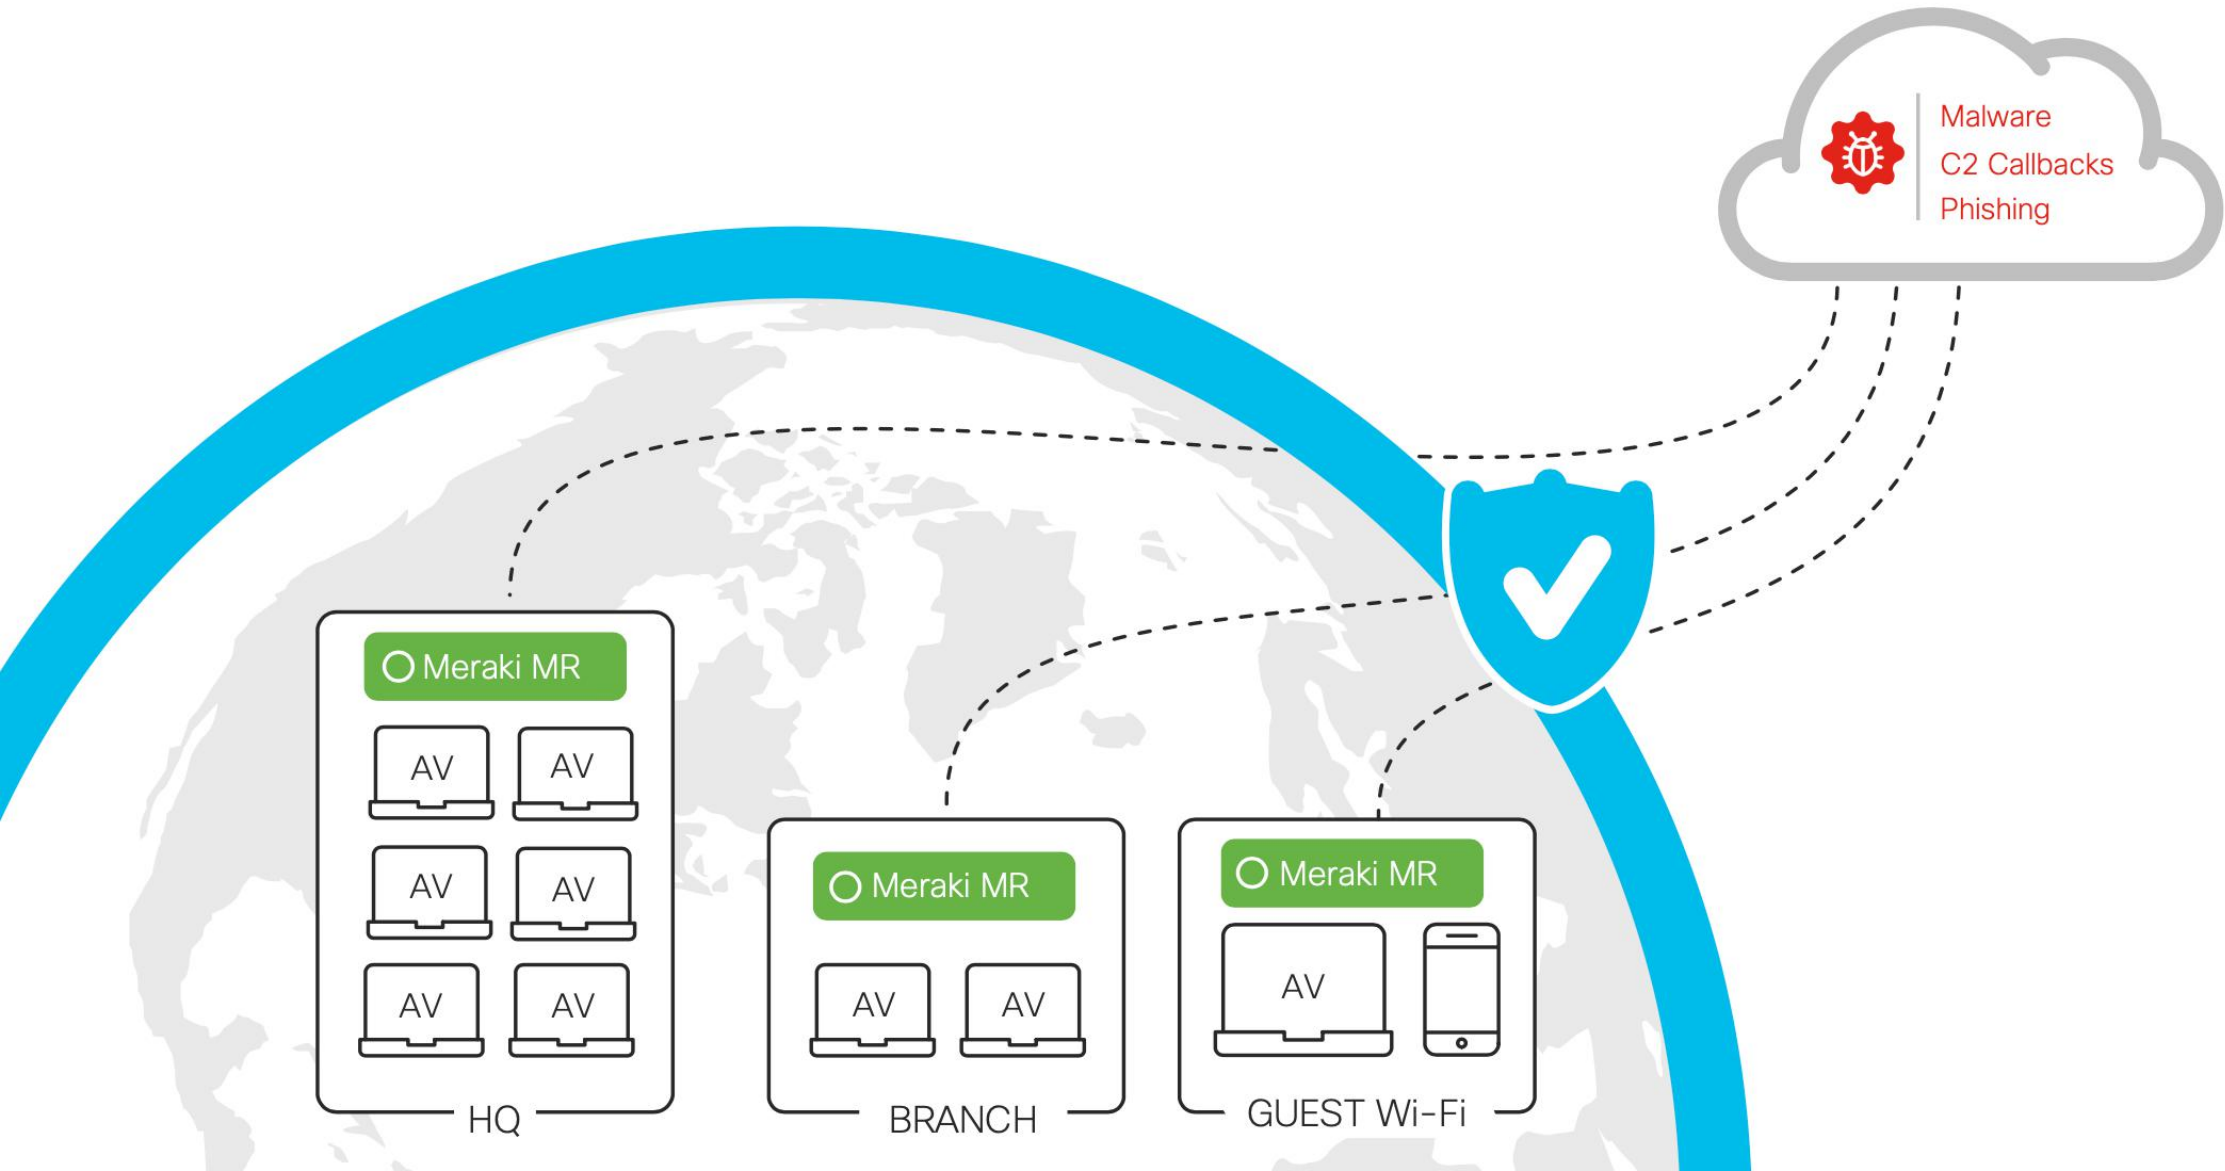 Malware
C2 Callbacks
Phishing
Meraki MR
AV
AV
AV
AV
AV
AV
HQ
Meraki MR
AV
AV
BRANCH
Meraki MR
AV
GUEST Wi-Fi